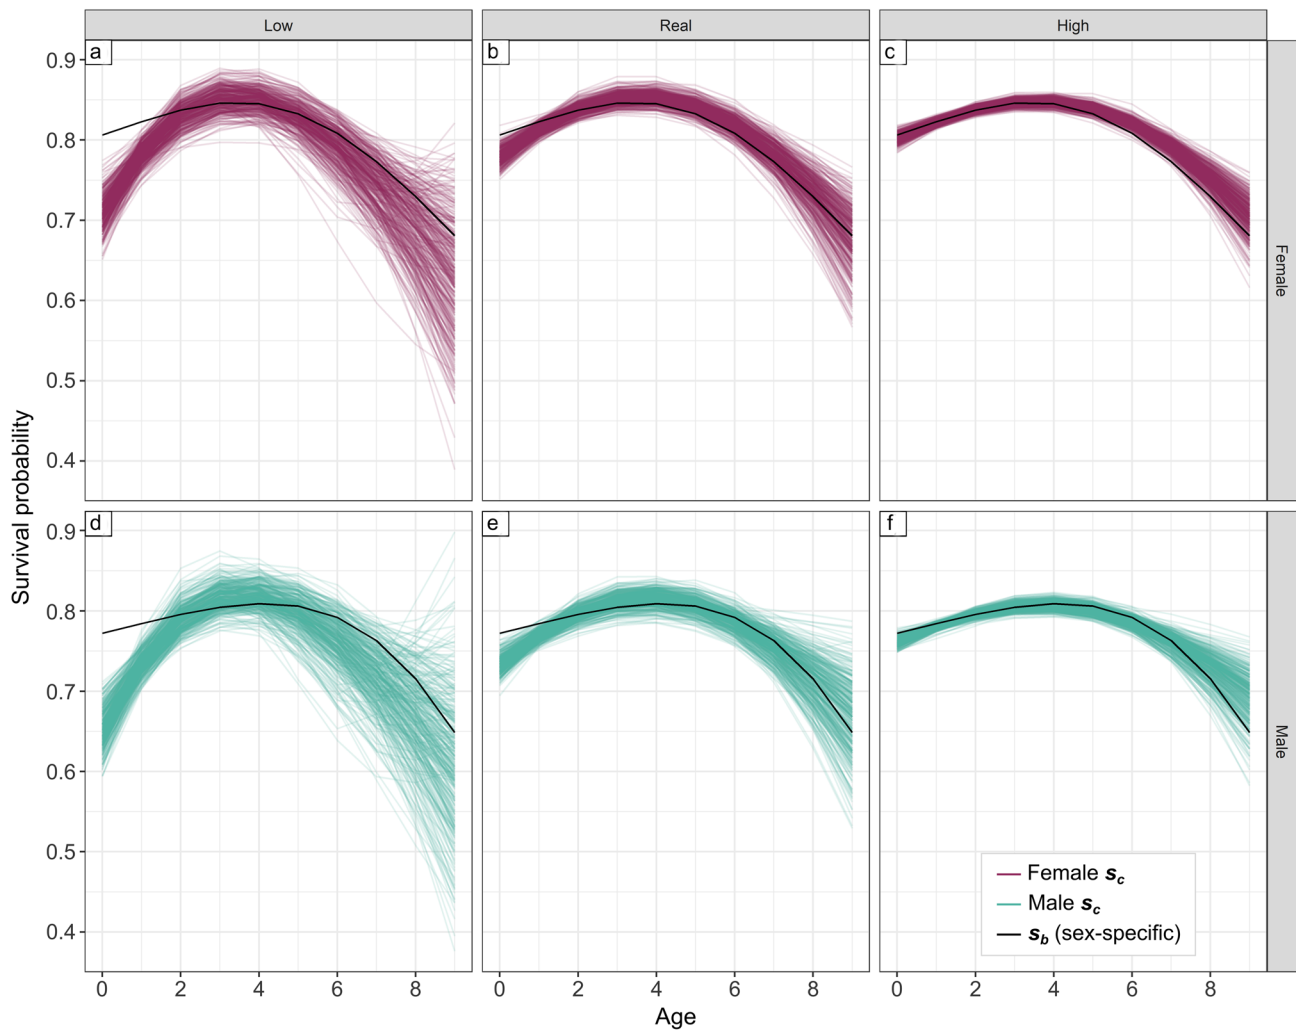 Low
Real
High
a
b
c
0.9
0.8
0.7
0.6
0.5
0.4
Female
d
e
f
0.9
0.8
0.7
0.6
0.5
0.4
Male
Survival probability
Female s_c
Male s_c
s_b (sex-specific)
0 2 4 6 8
0 2 4 6 8
0 2 4 6 8
Age